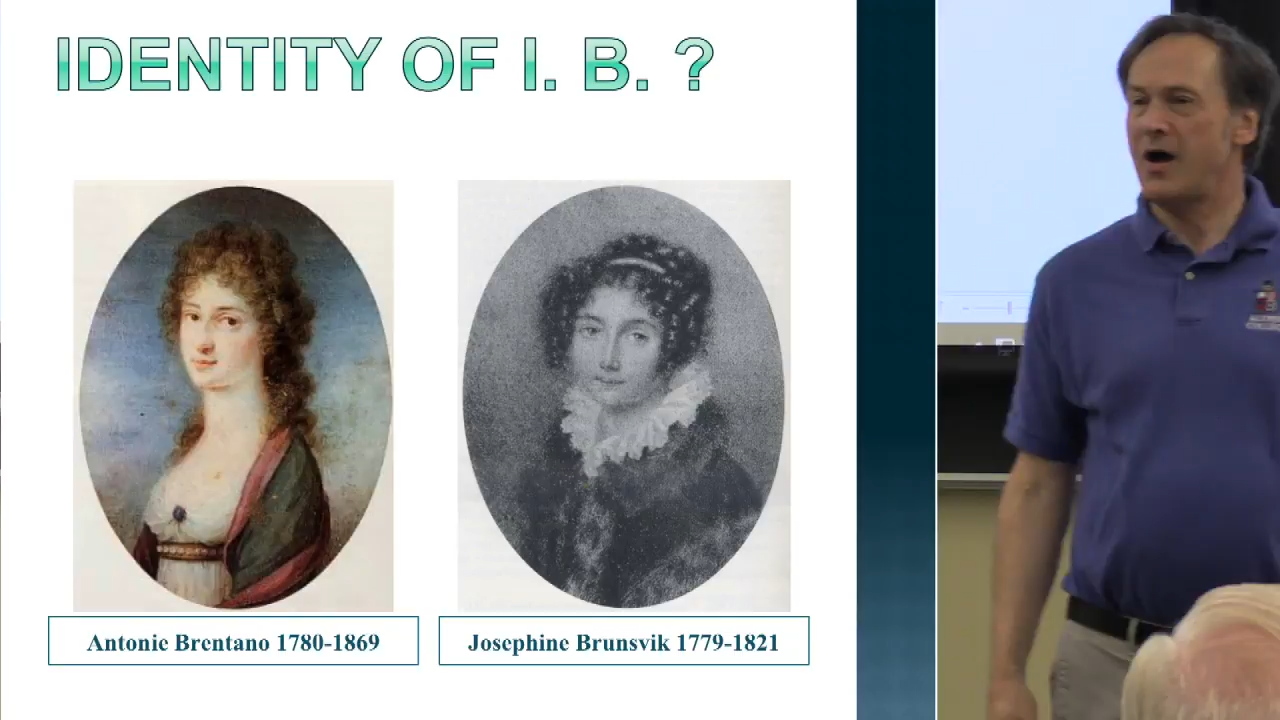 IDENTITY OF I. B. ?
Antonie Brentano 1780-1869
Josephine Brunsvik 1779-1821